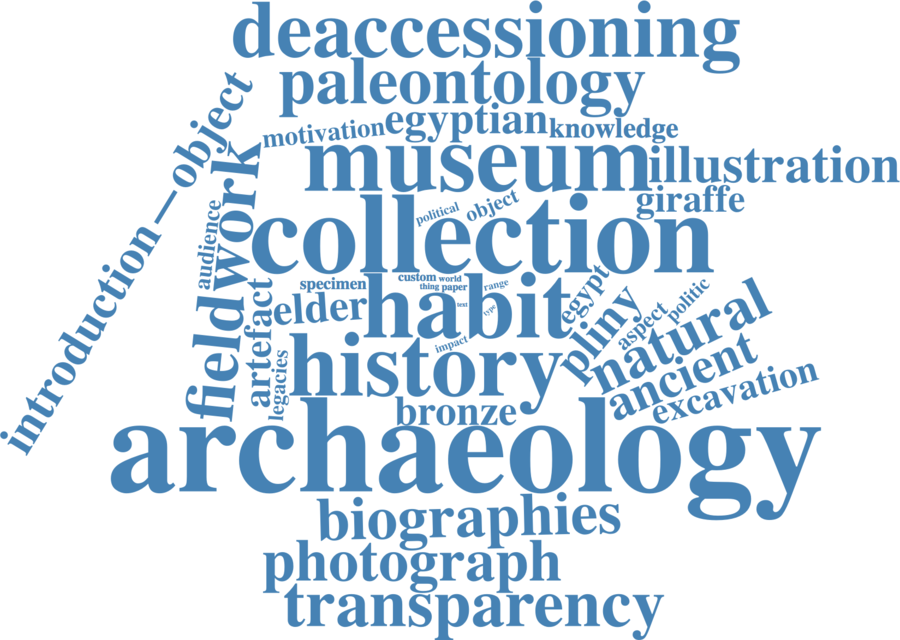 deaccessioning
paleontology
motivation egyptian knowledge
museum illustration
giraffe
introduction—object
fieldwork
audience
political object
collection
specimen custom world
thing paper range
elder habit egypt
text type
artefact
legacies
impact
history
pliny
aspect politic
natural
ancient
excavation
bronze
archaeology
biographies
photograph
transparency